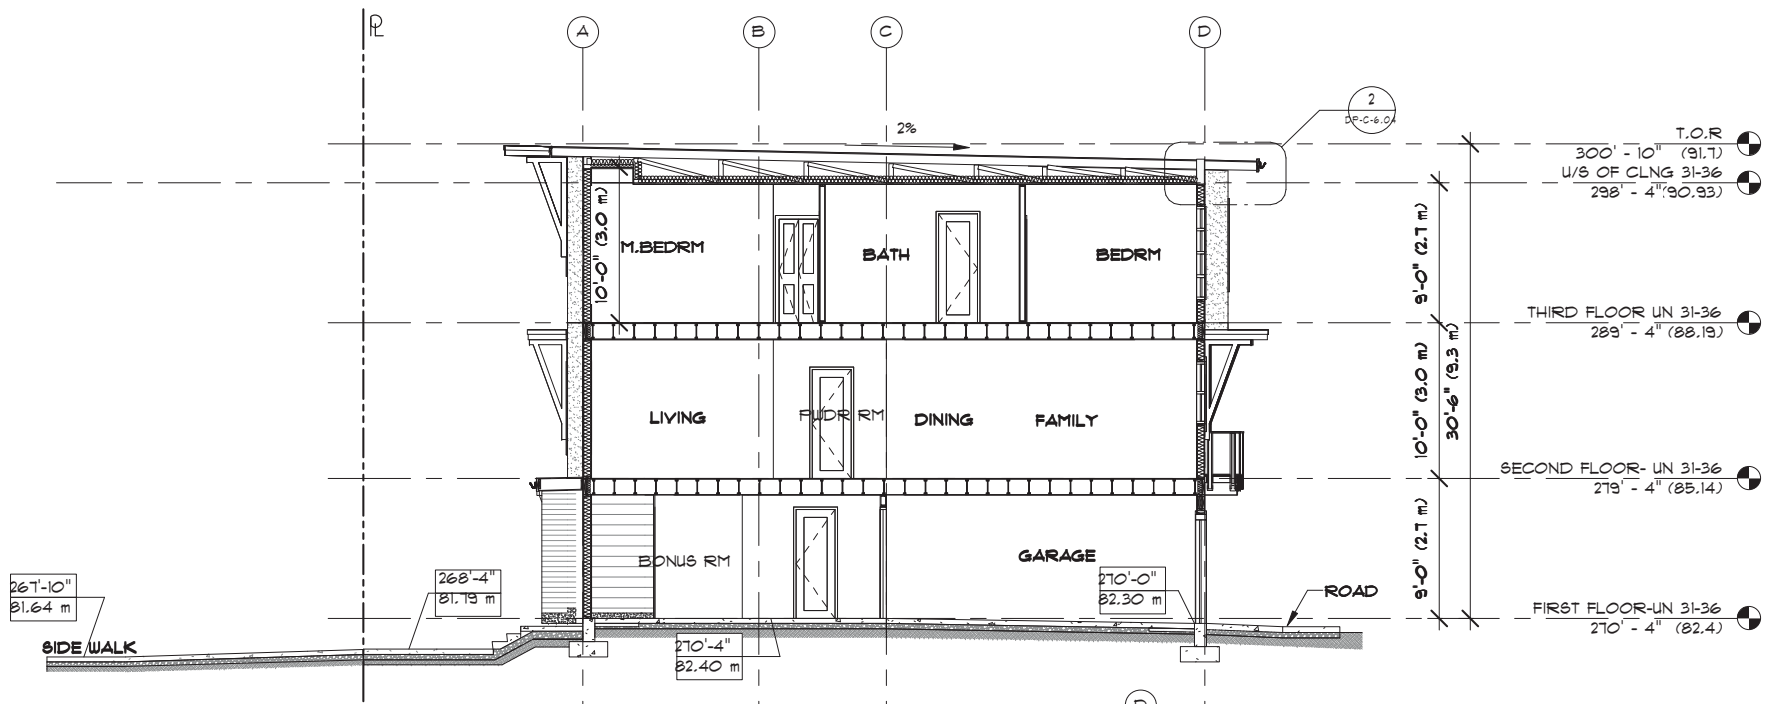 PL
A
B
C
D
2
DP-C-6.04
2%
T.O.R
300' - 10" (91.7)
U/S OF CLNG 31-36
298' - 4" (90.93)
10'-0" (3.0 m)
M.BEDRM
BATH
BEDRM
9'-0" (2.7 m)
THIRD FLOOR UN 31-36
289' - 4" (88.19)
10'-0" (3.0 m)
30'-6" (9.3 m)
LIVING
PWDR RM
DINING
FAMILY
SECOND FLOOR- UN 31-36
279' - 4" (85.14)
9'-0" (2.7 m)
BONUS RM
GARAGE
267'-10"
81.64 m
268'-4"
81.79 m
270'-0"
82.30 m
ROAD
FIRST FLOOR-UN 31-36
270' - 4" (82.4)
SIDE WALK
270'-4"
82.40 m